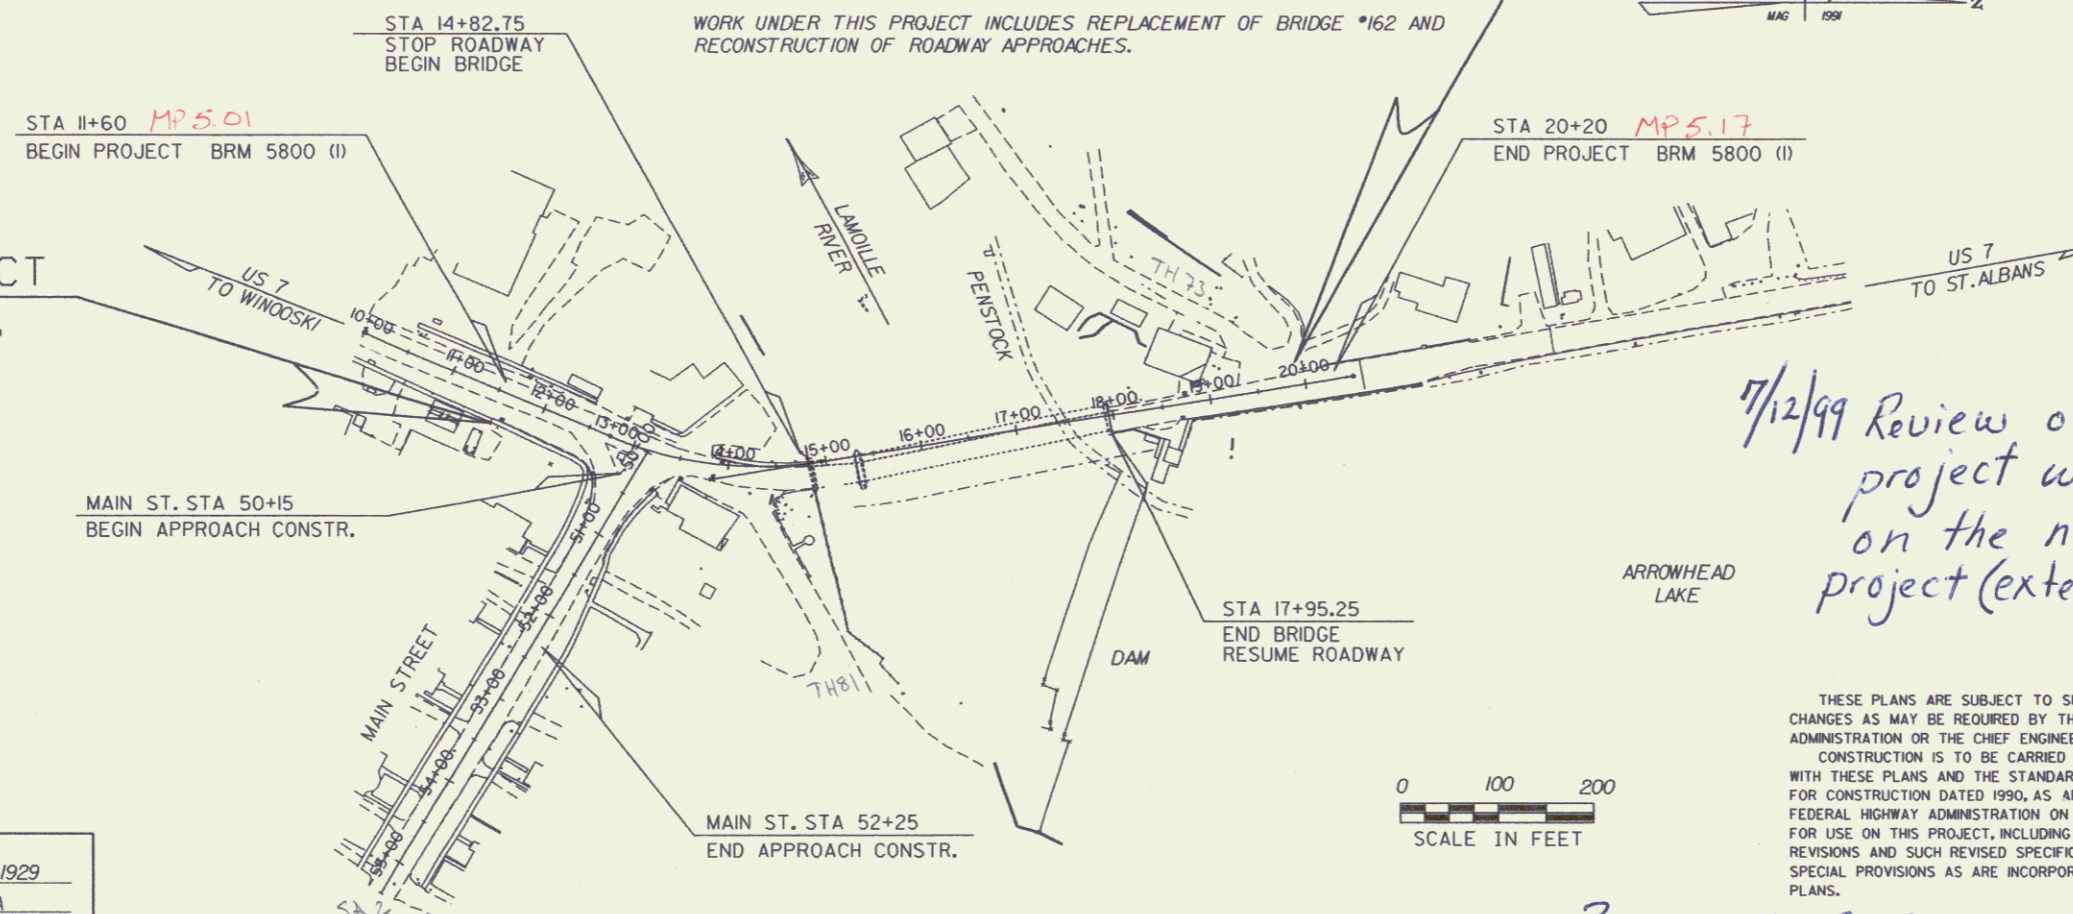 STA 14+82.75
STOP ROADWAY
BEGIN BRIDGE
WORK UNDER THIS PROJECT INCLUDES REPLACEMENT OF BRIDGE •162 AND
RECONSTRUCTION OF ROADWAY APPROACHES.
MAG 1991
Z
STA 11+60 MP 5.01
BEGIN PROJECT BRM 5800 (1)
STA 20+20 MP 5.17
END PROJECT BRM 5800 (1)
CT
LAMOILLE
RIVER
PENSTOCK
TH 73
US 7
TO WINOOSKI
US 7
TO ST. ALBANS
10+00
11+00
12+00
13+00
14+00
15+00
16+00
17+00
18+00
19+00
20+00
50+00
51+00
52+00
53+00
54+00
55+00
7/12/99 Review o
project w
on the n
project (exte
MAIN ST. STA 50+15
BEGIN APPROACH CONSTR.
ARROWHEAD
LAKE
STA 17+95.25
END BRIDGE
RESUME ROADWAY
DAM
MAIN STREET
TH81
MAIN ST. STA 52+25
END APPROACH CONSTR.
0 100 200
SCALE IN FEET
THESE PLANS ARE SUBJECT TO S
CHANGES AS MAY BE REQUIRED BY TH
ADMINISTRATION OR THE CHIEF ENGINEE
CONSTRUCTION IS TO BE CARRIED
WITH THESE PLANS AND THE STANDAR
FOR CONSTRUCTION DATED 1990, AS A
FEDERAL HIGHWAY ADMINISTRATION ON
FOR USE ON THIS PROJECT, INCLUDING
REVISIONS AND SUCH REVISED SPECIFIC
SPECIAL PROVISIONS AS ARE INCORPOR
PLANS.
1929